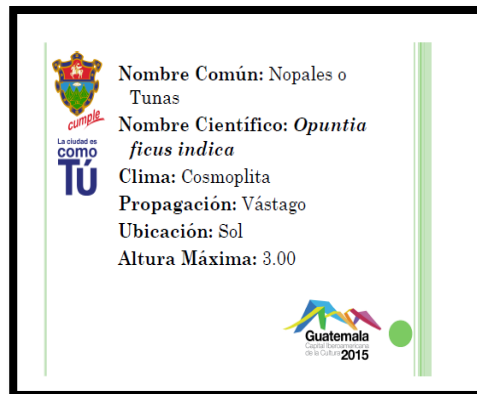 Nombre Común: Nopales o
Tunas
Nombre Científico: Opuntia
ficus indica
Clima: Cosmoplita
Propagación: Vástago
Ubicación: Sol
Altura Máxima: 3.00
cumple
La ciudad es
como
TÚ
Guatemala
Capital Iberoamericana
de la Cultura 2015